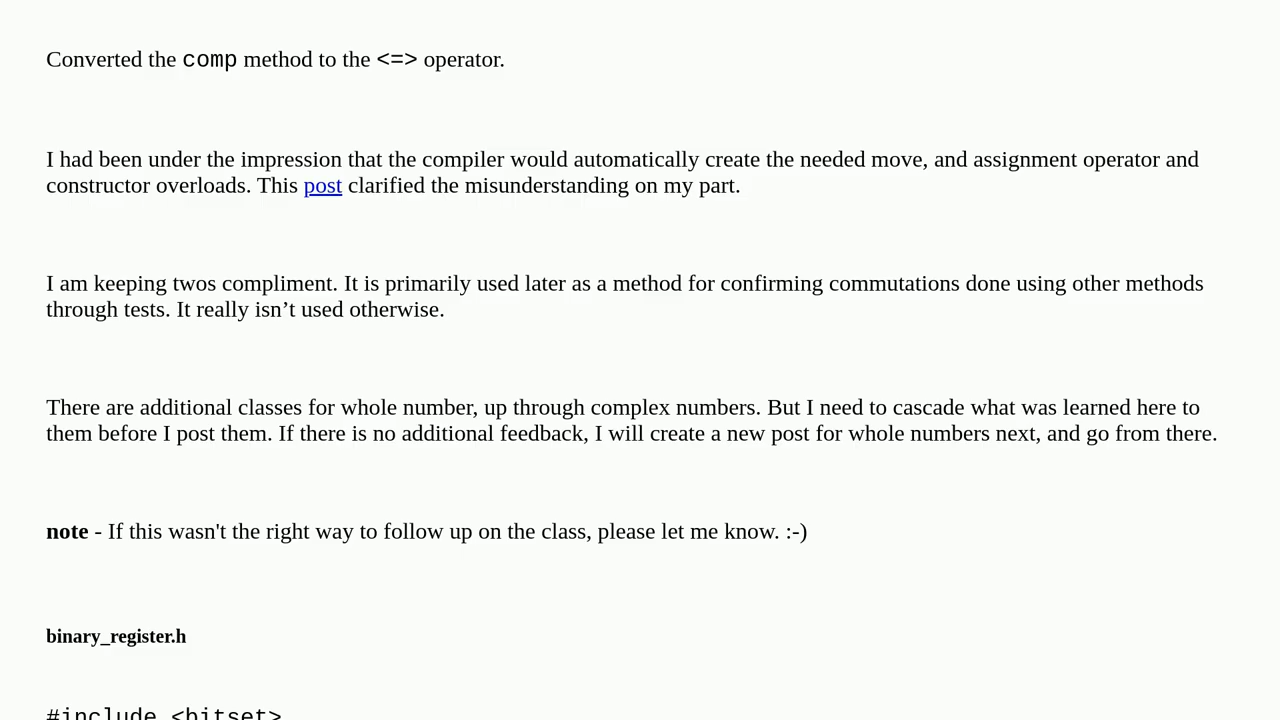 Converted the comp method to the <=> operator.
I had been under the impression that the compiler would automatically create the needed move, and assignment operator and
constructor overloads. This post clarified the misunderstanding on my part.
I am keeping twos compliment. It is primarily used later as a method for confirming commutations done using other methods
through tests. It really isn’t used otherwise.
There are additional classes for whole number, up through complex numbers. But I need to cascade what was learned here to
them before I post them. If there is no additional feedback, I will create a new post for whole numbers next, and go from there.
note - If this wasn't the right way to follow up on the class, please let me know. :-)
binary_register.h
#include <bitset>